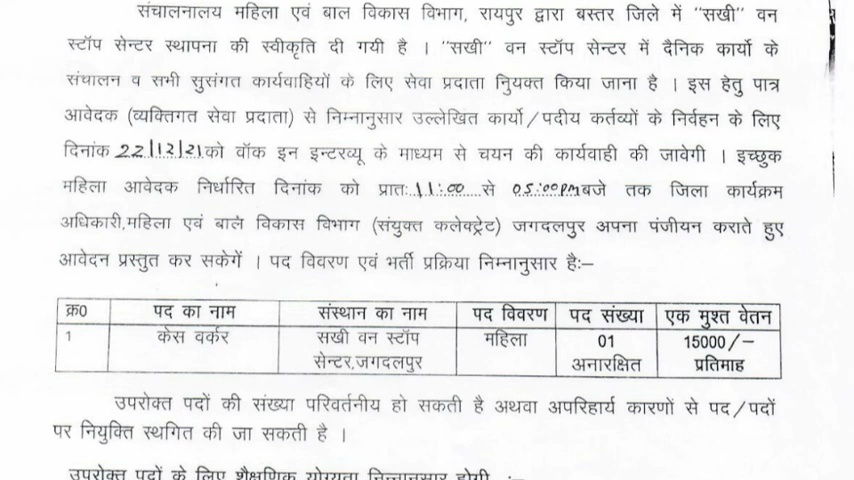 संचालनालय महिला एवं बाल विकास विभाग, रायपुर द्वारा बस्तर जिले में "सखी" वन
स्टॉप सेन्टर स्थापना की स्वीकृति दी गयी है । "सखी" वन स्टॉप सेन्टर में दैनिक कार्यो के
संचालन व सभी सुसंगत कार्यवाहियों के लिए सेवा प्रदाता नियुक्त किया जाना है । इस हेतु पात्र
आवेदक (व्यक्तिगत सेवा प्रदाता) से निम्नानुसार उल्लेखित कार्यो/पदीय कर्तव्यों के निर्वहन के लिए
दिनांक 22/12/21 को वॉक इन इन्टरव्यू के माध्यम से चयन की कार्यवाही की जावेगी । इच्छुक
महिला आवेदक निर्धारित दिनांक को प्रातः 11:00 से 05:00PM बजे तक जिला कार्यक्रम
अधिकारी,महिला एवं बाल विकास विभाग (संयुक्त कलेक्ट्रेट) जगदलपुर अपना पंजीयन कराते हुए
आवेदन प्रस्तुत कर सकेगें । पद विवरण एवं भर्ती प्रक्रिया निम्नानुसार है:–
क्र0 पद का नाम संस्थान का नाम पद विवरण पद संख्या एक मुश्त वेतन
1 केस वर्कर सखी वन स्टॉप महिला 01 15000/–
सेन्टर,जगदलपुर अनारक्षित प्रतिमाह
उपरोक्त पदों की संख्या परिवर्तनीय हो सकती है अथवा अपरिहार्य कारणों से पद/पदों
पर नियुक्ति स्थगित की जा सकती है ।
उपरोक्त पदों के लिए शैक्षणिक योग्यता निम्नानुसार होगी :–